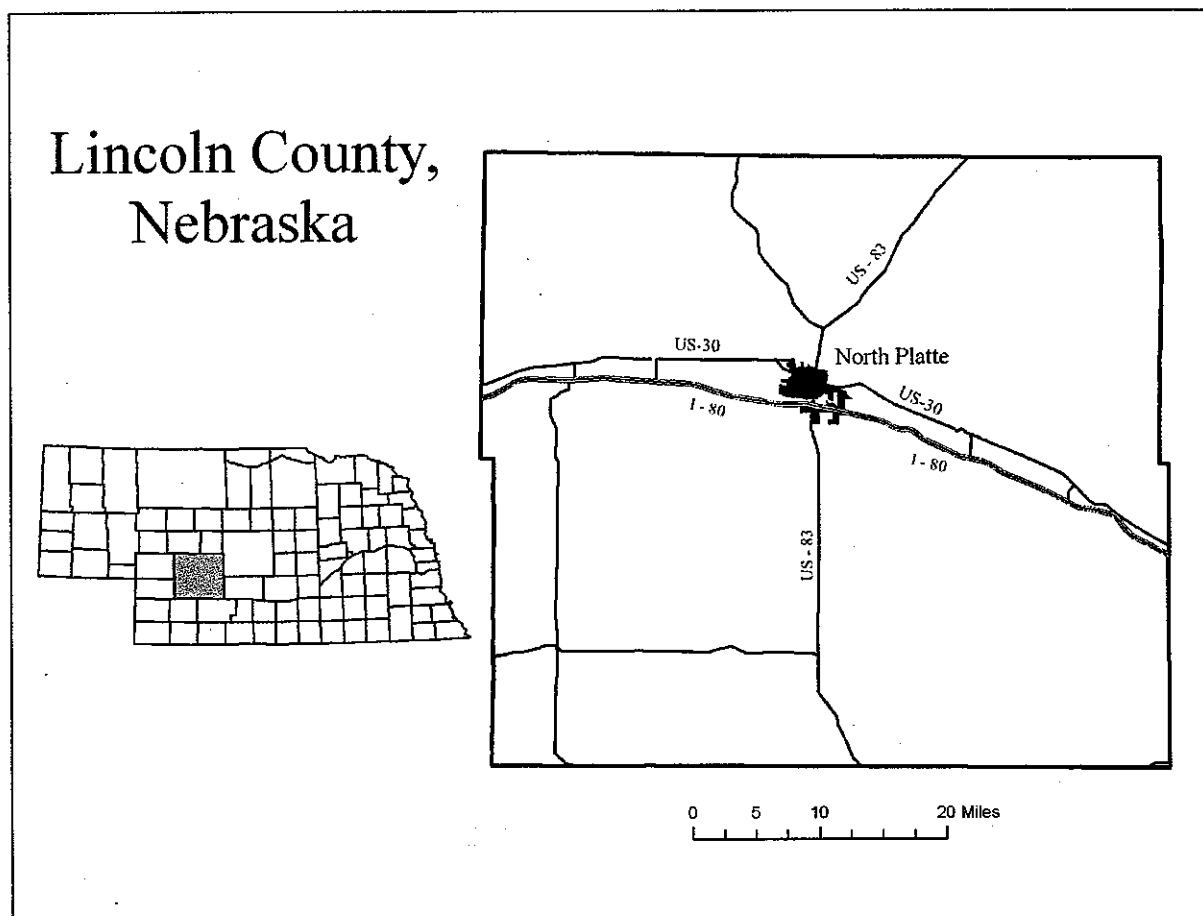 Lincoln County,
Nebraska
US - 83
US-30
North Platte
I - 80
US-30
I - 80
US - 83
0 5 10 20 Miles